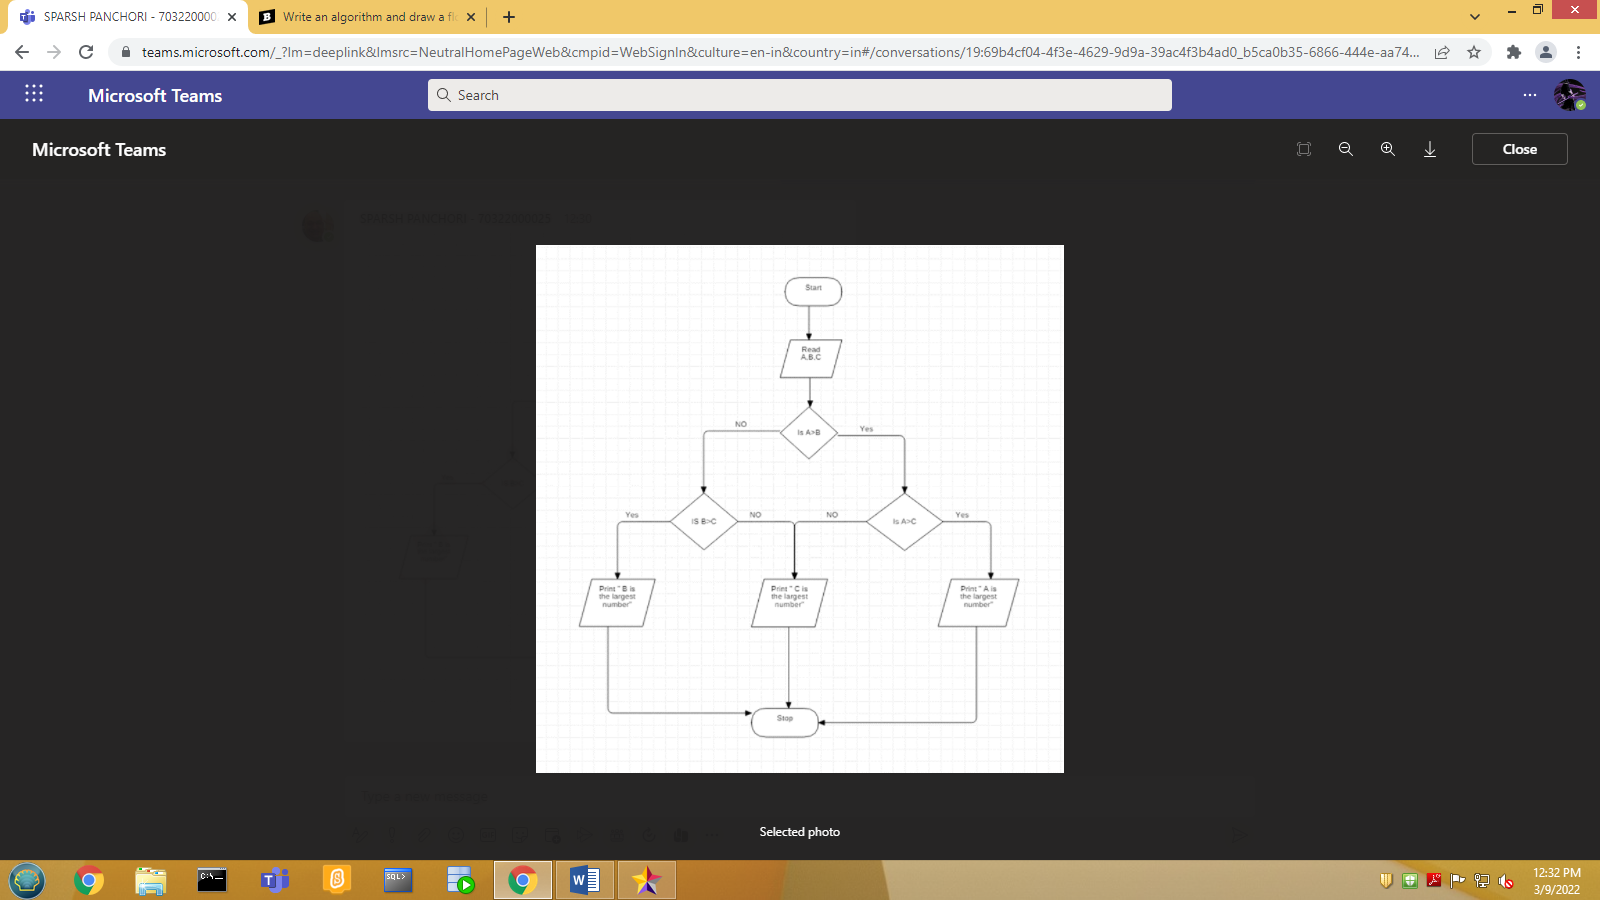 SPARSH PANCHORI - 703220000
Write an algorithm and draw a fl
teams.microsoft.com/_?lm=deeplink&lmsrc=NeutralHomePageWeb&cmpid=WebSignIn&culture=en-in&country=in#/conversations/19:69b4cf04-4f3e-4629-9d9a-39ac4f3b4ad0_b5ca0b35-6866-444e-aa74...
Microsoft Teams
Search
Microsoft Teams
Close
Start
Read
A,B,C
NO
Is A>B
Yes
Yes
IS B>C
NO
NO
Is A>C
Yes
Print " B is
the largest
number"
Print " C is
the largest
number"
Print " A is
the largest
number"
Stop
Selected photo
C:\_
SQL>
12:32 PM
3/9/2022